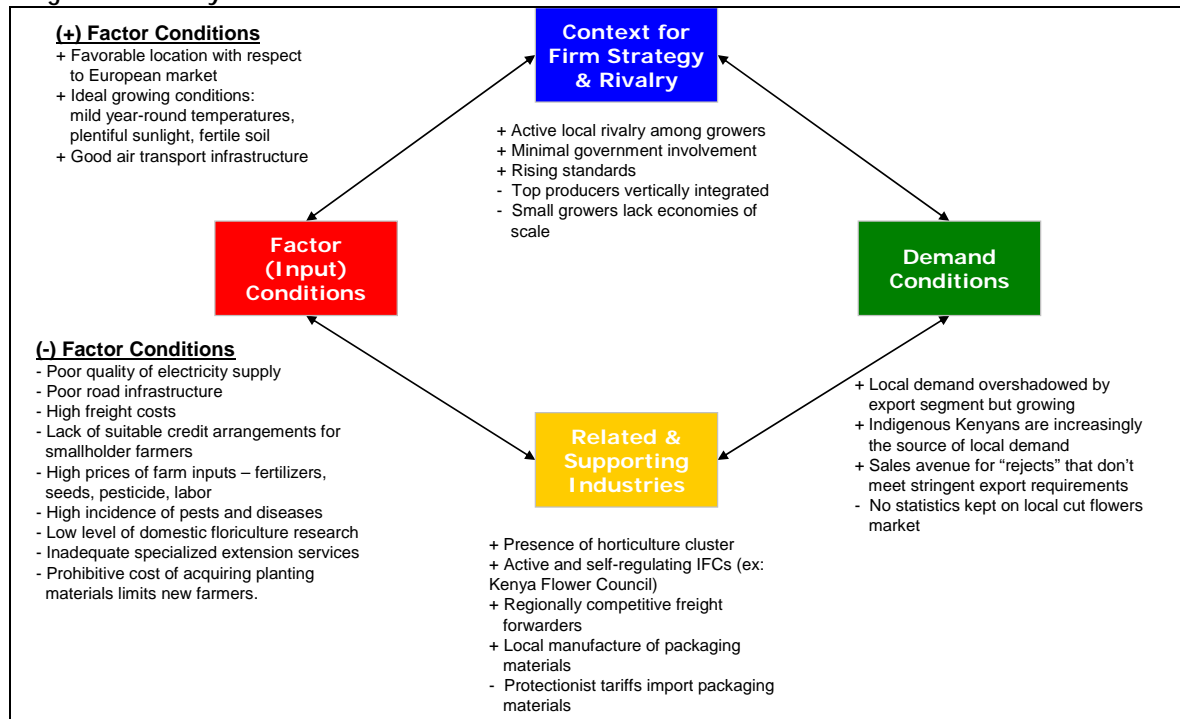 (+) Factor Conditions
+ Favorable location with respect
to European market
+ Ideal growing conditions:
mild year-round temperatures,
plentiful sunlight, fertile soil
+ Good air transport infrastructure
Context for
Firm Strategy
& Rivalry
+ Active local rivalry among growers
+ Minimal government involvement
+ Rising standards
- Top producers vertically integrated
- Small growers lack economies of
scale
Factor
(Input)
Conditions
Demand
Conditions
(-) Factor Conditions
- Poor quality of electricity supply
- Poor road infrastructure
- High freight costs
- Lack of suitable credit arrangements for
smallholder farmers
- High prices of farm inputs – fertilizers,
seeds, pesticide, labor
- High incidence of pests and diseases
- Low level of domestic floriculture research
- Inadequate specialized extension services
- Prohibitive cost of acquiring planting
materials limits new farmers.
Related &
Supporting
Industries
+ Presence of horticulture cluster
+ Active and self-regulating IFCs (ex:
Kenya Flower Council)
+ Regionally competitive freight
forwarders
+ Local manufacture of packaging
materials
- Protectionist tariffs import packaging
materials
+ Local demand overshadowed by
export segment but growing
+ Indigenous Kenyans are increasingly
the source of local demand
+ Sales avenue for “rejects” that don’t
meet stringent export requirements
- No statistics kept on local cut flowers
market